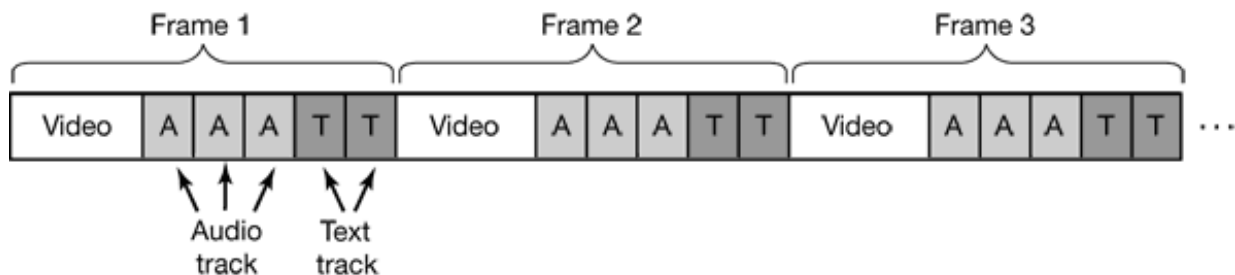 Frame 1 Frame 2 Frame 3
Video A A A T T Video A A A T T Video A A A T T ...
Audio Text
track track